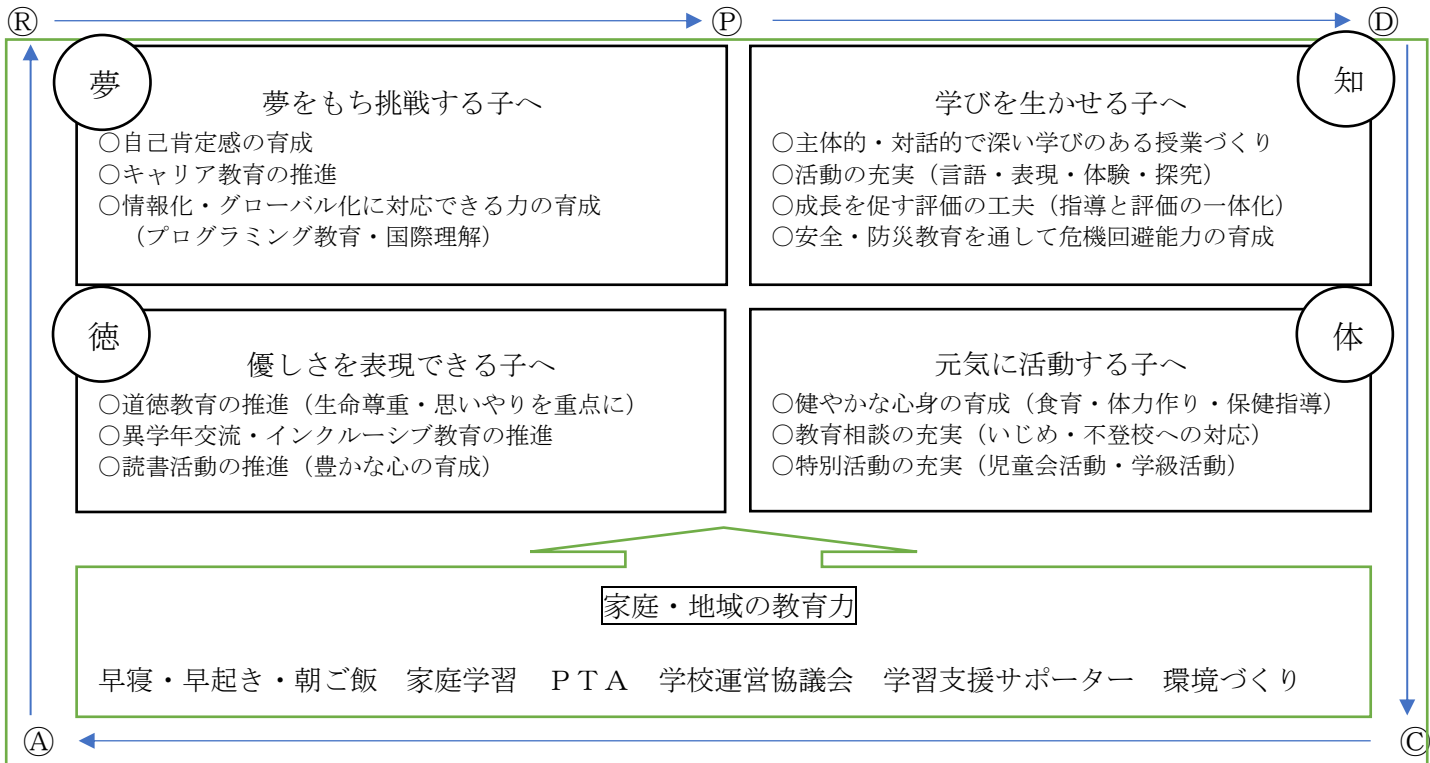 Ⓡ
Ⓟ
Ⓓ
夢
夢をもち挑戦する子へ
○自己肯定感の育成
○キャリア教育の推進
○情報化・グローバル化に対応できる力の育成
（プログラミング教育・国際理解）
知
学びを生かせる子へ
○主体的・対話的で深い学びのある授業づくり
○活動の充実（言語・表現・体験・探究）
○成長を促す評価の工夫（指導と評価の一体化）
○安全・防災教育を通して危機回避能力の育成
徳
優しさを表現できる子へ
○道徳教育の推進（生命尊重・思いやりを重点に）
○異学年交流・インクルーシブ教育の推進
○読書活動の推進（豊かな心の育成）
体
元気に活動する子へ
○健やかな心身の育成（食育・体力作り・保健指導）
○教育相談の充実（いじめ・不登校への対応）
○特別活動の充実（児童会活動・学級活動）
家庭・地域の教育力
早寝・早起き・朝ご飯　家庭学習　ＰＴＡ　学校運営協議会　学習支援サポーター　環境づくり
Ⓐ
Ⓒ